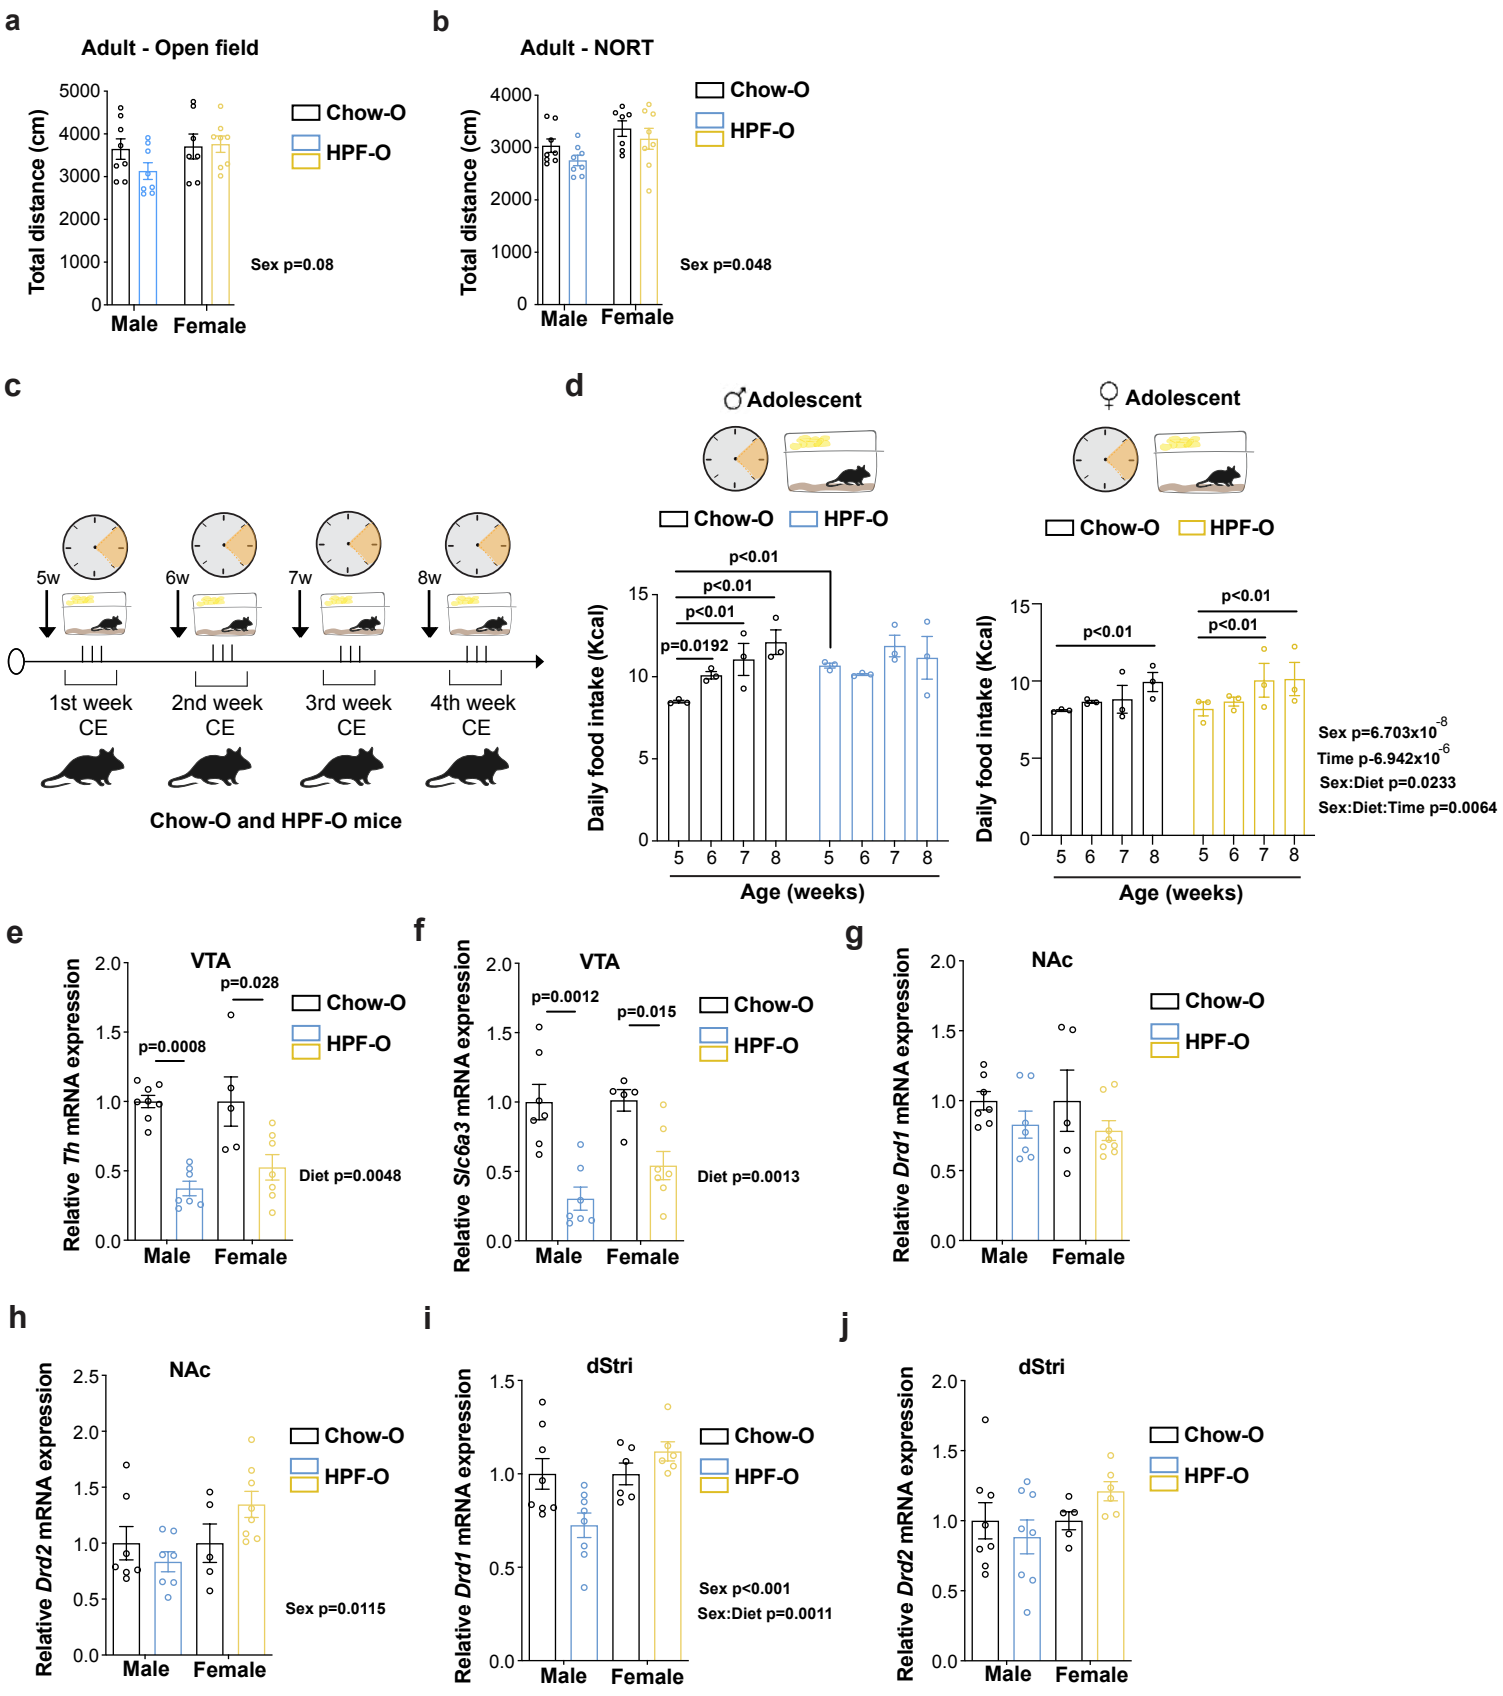 a
Adult - Open field
Total distance (cm)
5000
4000
3000
2000
1000
0
Male Female
Chow-O
HPF-O
Sex p=0.08
b
Adult - NORT
Total distance (cm)
4000
3000
2000
1000
0
Male Female
Chow-O
HPF-O
Sex p=0.048
c
5w 6w 7w 8w
1st week 2nd week 3rd week 4th week
CE CE CE CE
Chow-O and HPF-O mice
d
♂Adolescent
Chow-O HPF-O
p<0.01
p<0.01
p<0.01
p=0.0192
Daily food intake (Kcal)
15
10
5
0
5 6 7 8 5 6 7 8
Age (weeks)
♀ Adolescent
Chow-O HPF-O
p<0.01
p<0.01
p<0.01
Daily food intake (Kcal)
15
10
5
0
5 6 7 8 5 6 7 8
Age (weeks)
Sex p=6.703x10-8
Time p-6.942x10-6
Sex:Diet p=0.0233
Sex:Diet:Time p=0.0064
e
VTA
Relative Th mRNA expression
2.0
1.5
1.0
0.5
0.0
p=0.0008
p=0.028
Male Female
Chow-O
HPF-O
Diet p=0.0048
f
VTA
Relative Slc6a3 mRNA expression
2.0
1.5
1.0
0.5
0.0
p=0.0012
p=0.015
Male Female
Chow-O
HPF-O
Diet p=0.0013
g
NAc
Relative Drd1 mRNA expression
2.0
1.5
1.0
0.5
0.0
Male Female
Chow-O
HPF-O
h
NAc
Relative Drd2 mRNA expression
2.5
2.0
1.5
1.0
0.5
0.0
Male Female
Chow-O
HPF-O
Sex p=0.0115
i
dStri
Relative Drd1 mRNA expression
1.5
1.0
0.5
0.0
Male Female
Chow-O
HPF-O
Sex p<0.001
Sex:Diet p=0.0011
j
dStri
Relative Drd2 mRNA expression
2.0
1.5
1.0
0.5
0.0
Male Female
Chow-O
HPF-O